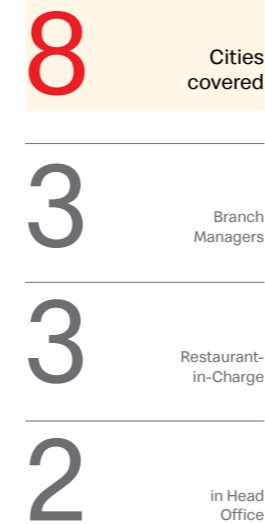 8
Cities
covered
3
Branch
Managers
3
Restaurant-
in-Charge
2
in Head
Office